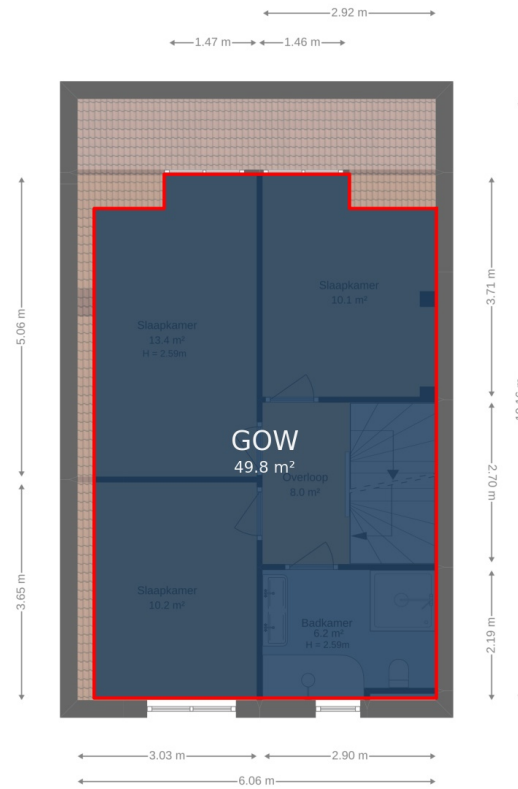 2.92 m
1.47 m
1.46 m
5.06 m
3.71 m
Slaapkamer
10.1 m²
Slaapkamer
13.4 m²
H = 2.59m
GOW
49.8 m²
Overloop
8.0 m²
2.70 m
Slaapkamer
10.2 m²
3.65 m
Badkamer
6.2 m²
H = 2.59m
2.19 m
3.03 m
2.90 m
6.06 m